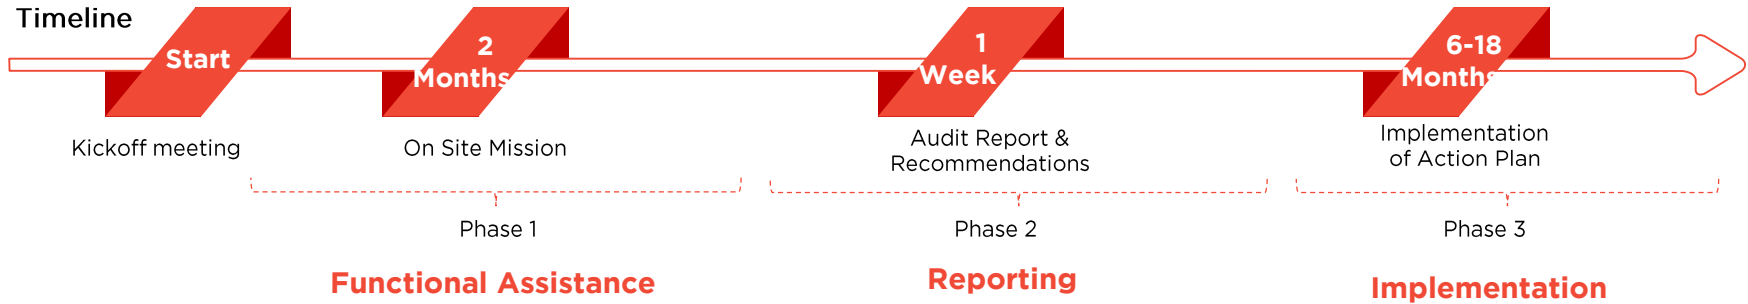 Timeline
Start
2
Months
1
Week
6-18
Months
Kickoff meeting
On Site Mission
Audit Report &
Recommendations
Implementation
of Action Plan
Phase 1
Phase 2
Phase 3
Functional Assistance
Reporting
Implementation